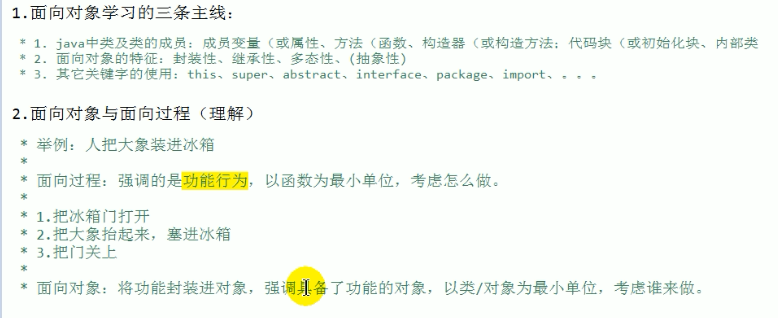 1.面向对象学习的三条主线：
* 1. java中类及类的成员：成员变量（或属性、方法（函数、构造器（或构造方法；代码块（或初始化块、内部类
* 2. 面向对象的特征：封装性、继承性、多态性、(抽象性)
* 3. 其它关键字的使用：this、super、abstract、interface、package、import、。。。
2.面向对象与面向过程（理解）
* 举例：人把大象装进冰箱
*
* 面向过程：强调的是功能行为，以函数为最小单位，考虑怎么做。
*
* 1.把冰箱门打开
* 2.把大象抬起来，塞进冰箱
* 3.把门关上
*
* 面向对象：将功能封装进对象，强调具备了功能的对象，以类/对象为最小单位，考虑谁来做。